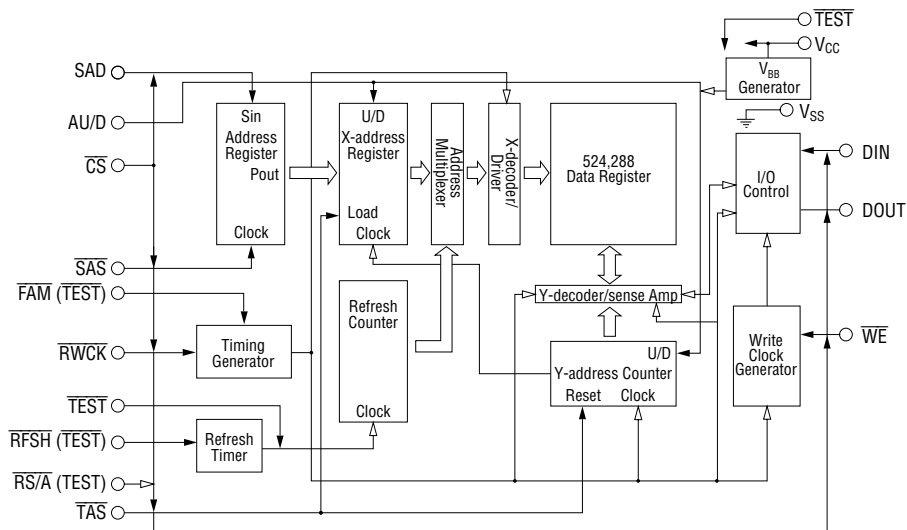 TEST
VCC
VBB
Generator
VSS
SAD
AU/D
CS
SAS
FAM (TEST)
RWCK
TEST
RFSH (TEST)
RS/A (TEST)
TAS
Sin
Address
Register
Pout
Clock
U/D
X-address
Register
Load
Clock
Address
Multiplexer
X-decoder/
Driver
524,288
Data Register
I/O
Control
DIN
DOUT
WE
Y-decoder/sense Amp
Refresh
Counter
Clock
Timing
Generator
U/D
Y-address Counter
Reset Clock
Write
Clock
Generator
Refresh
Timer